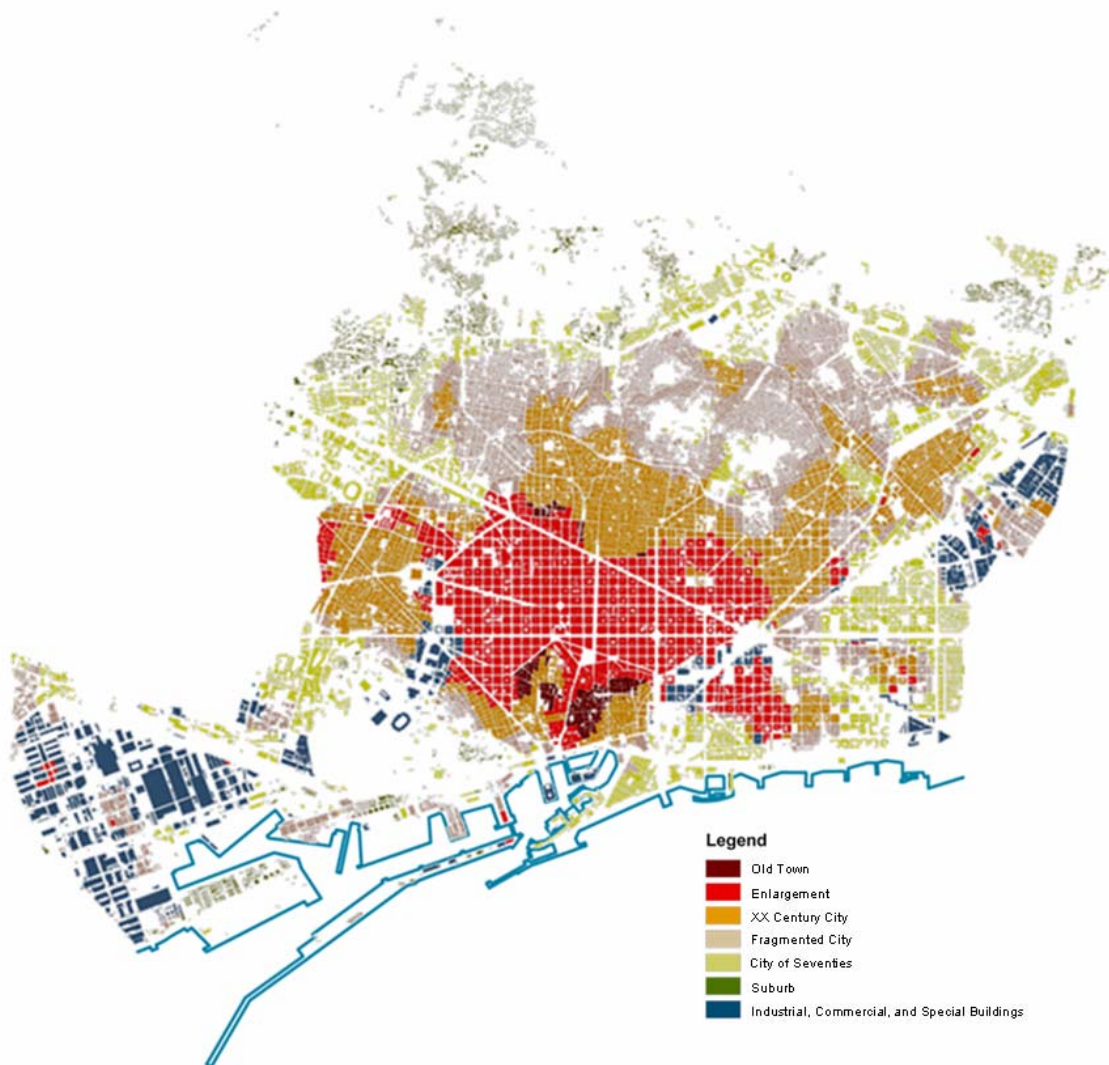 Legend
Old Town
Enlargement
XX Century City
Fragmented City
City of Seventies
Suburb
Industrial, Commercial, and Special Buildings